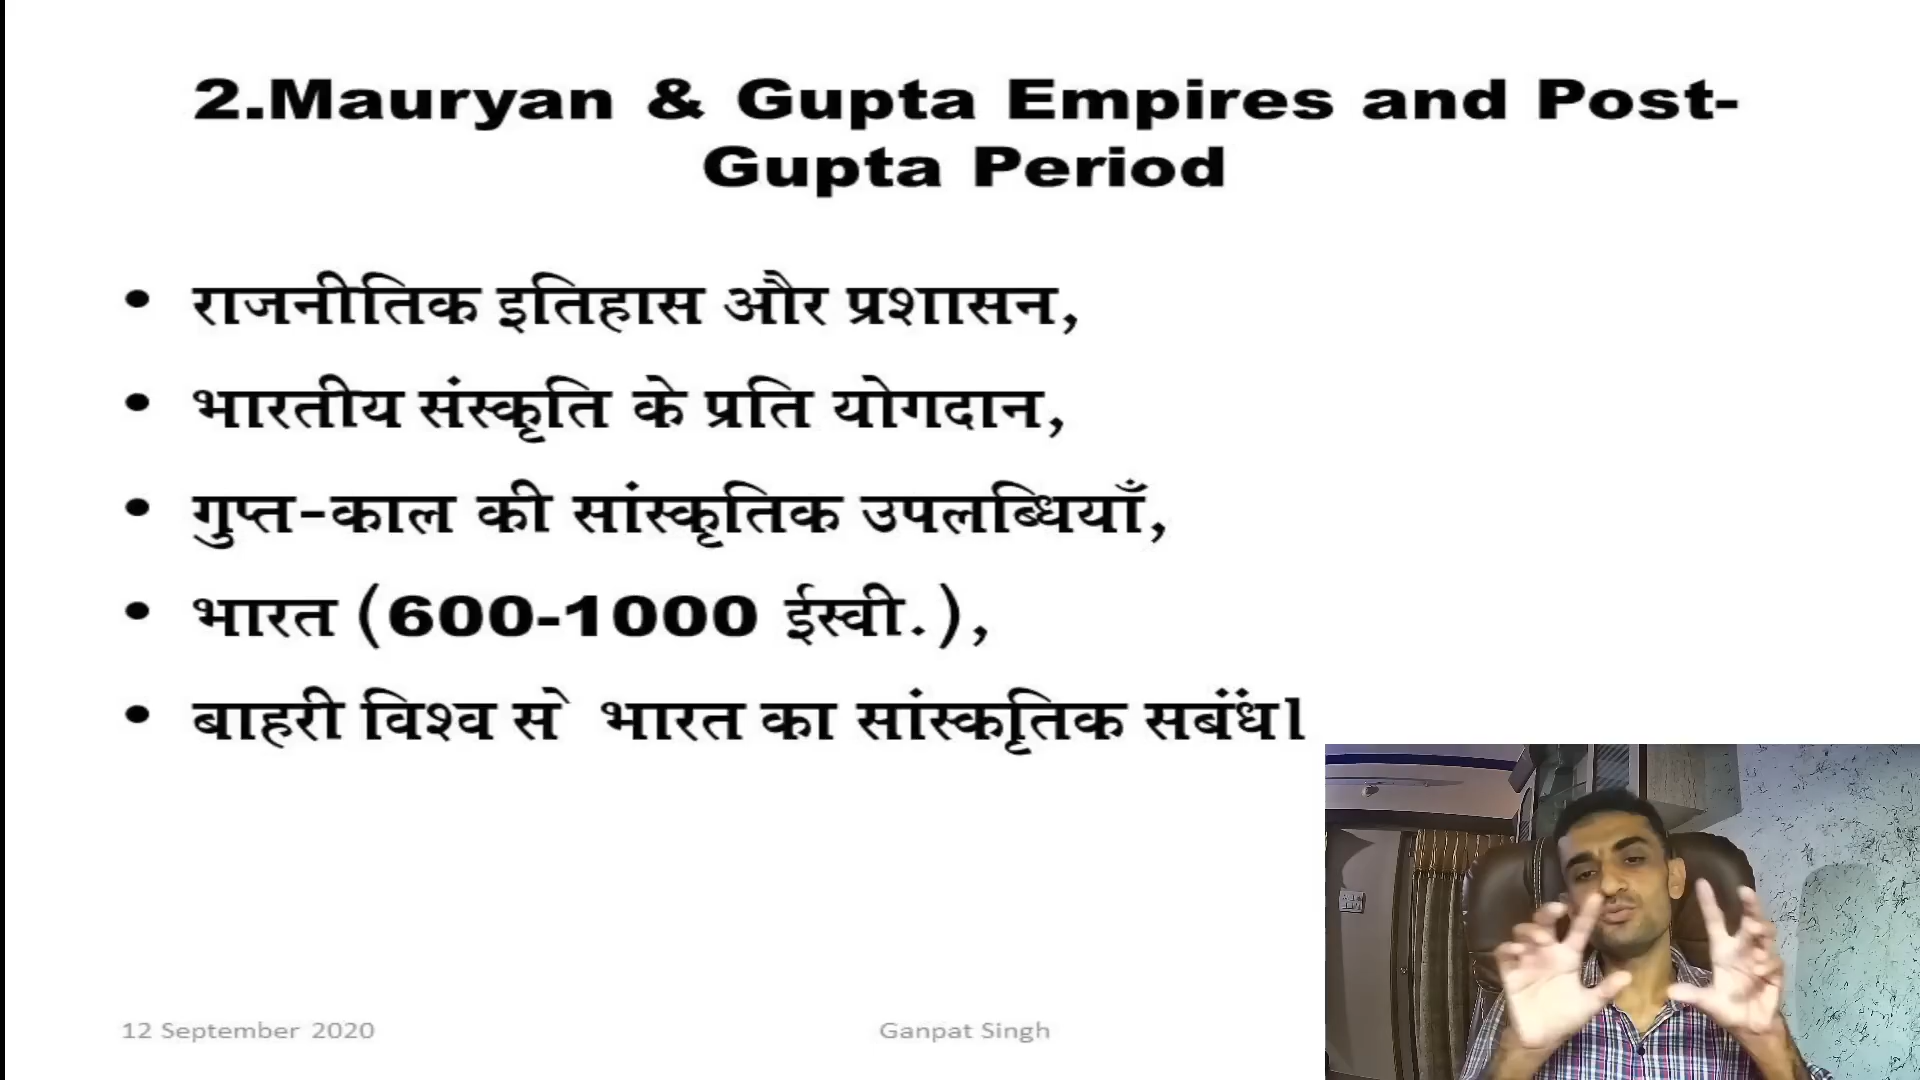 2.Mauryan & Gupta Empires and Post-
Gupta Period
• राजनीतिक इतिहास और प्रशासन,
• भारतीय संस्कृति के प्रति योगदान,
• गुप्त-काल की सांस्कृतिक उपलब्धियाँ,
• भारत (600-1000 ईस्वी.),
• बाहरी विश्व से भारत का सांस्कृतिक सबंंध।
12 September 2020
Ganpat Singh